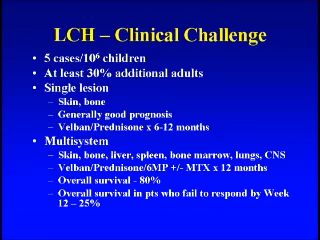 LCH – Clinical Challenge
• 5 cases/10⁶ children
• At least 30% additional adults
• Single lesion
– Skin, bone
– Generally good prognosis
– Velban/Prednisone x 6-12 months
• Multisystem
– Skin, bone, liver, spleen, bone marrow, lungs, CNS
– Velban/Prednisone/6MP +/- MTX x 12 months
– Overall survival - 80%
– Overall survival in pts who fail to respond by Week
12 – 25%